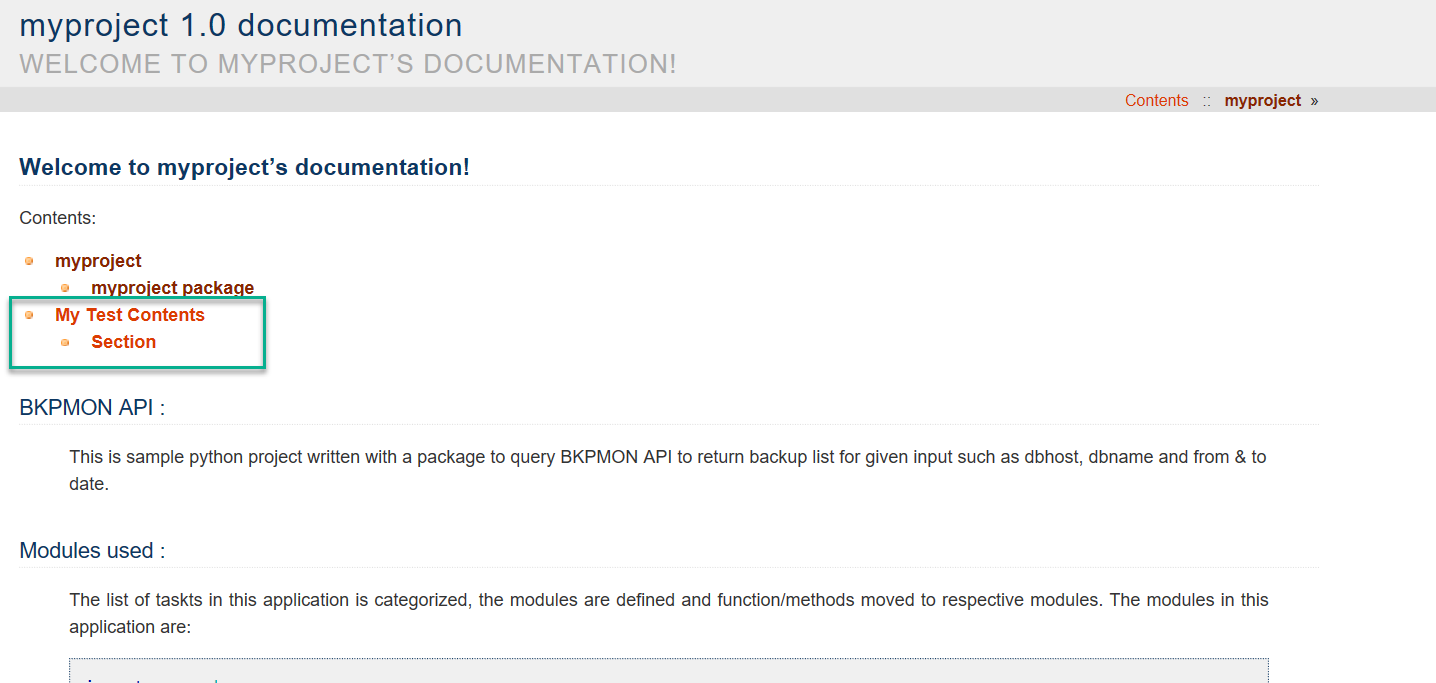 myproject 1.0 documentation
WELCOME TO MYPROJECT’S DOCUMENTATION!
Contents :: myproject »
Welcome to myproject’s documentation!
Contents:
myproject
myproject package
My Test Contents
Section
BKPMON API :
This is sample python project written with a package to query BKPMON API to return backup list for given input such as dbhost, dbname and from & to
date.
Modules used :
The list of taskts in this application is categorized, the modules are defined and function/methods moved to respective modules. The modules in this
application are: